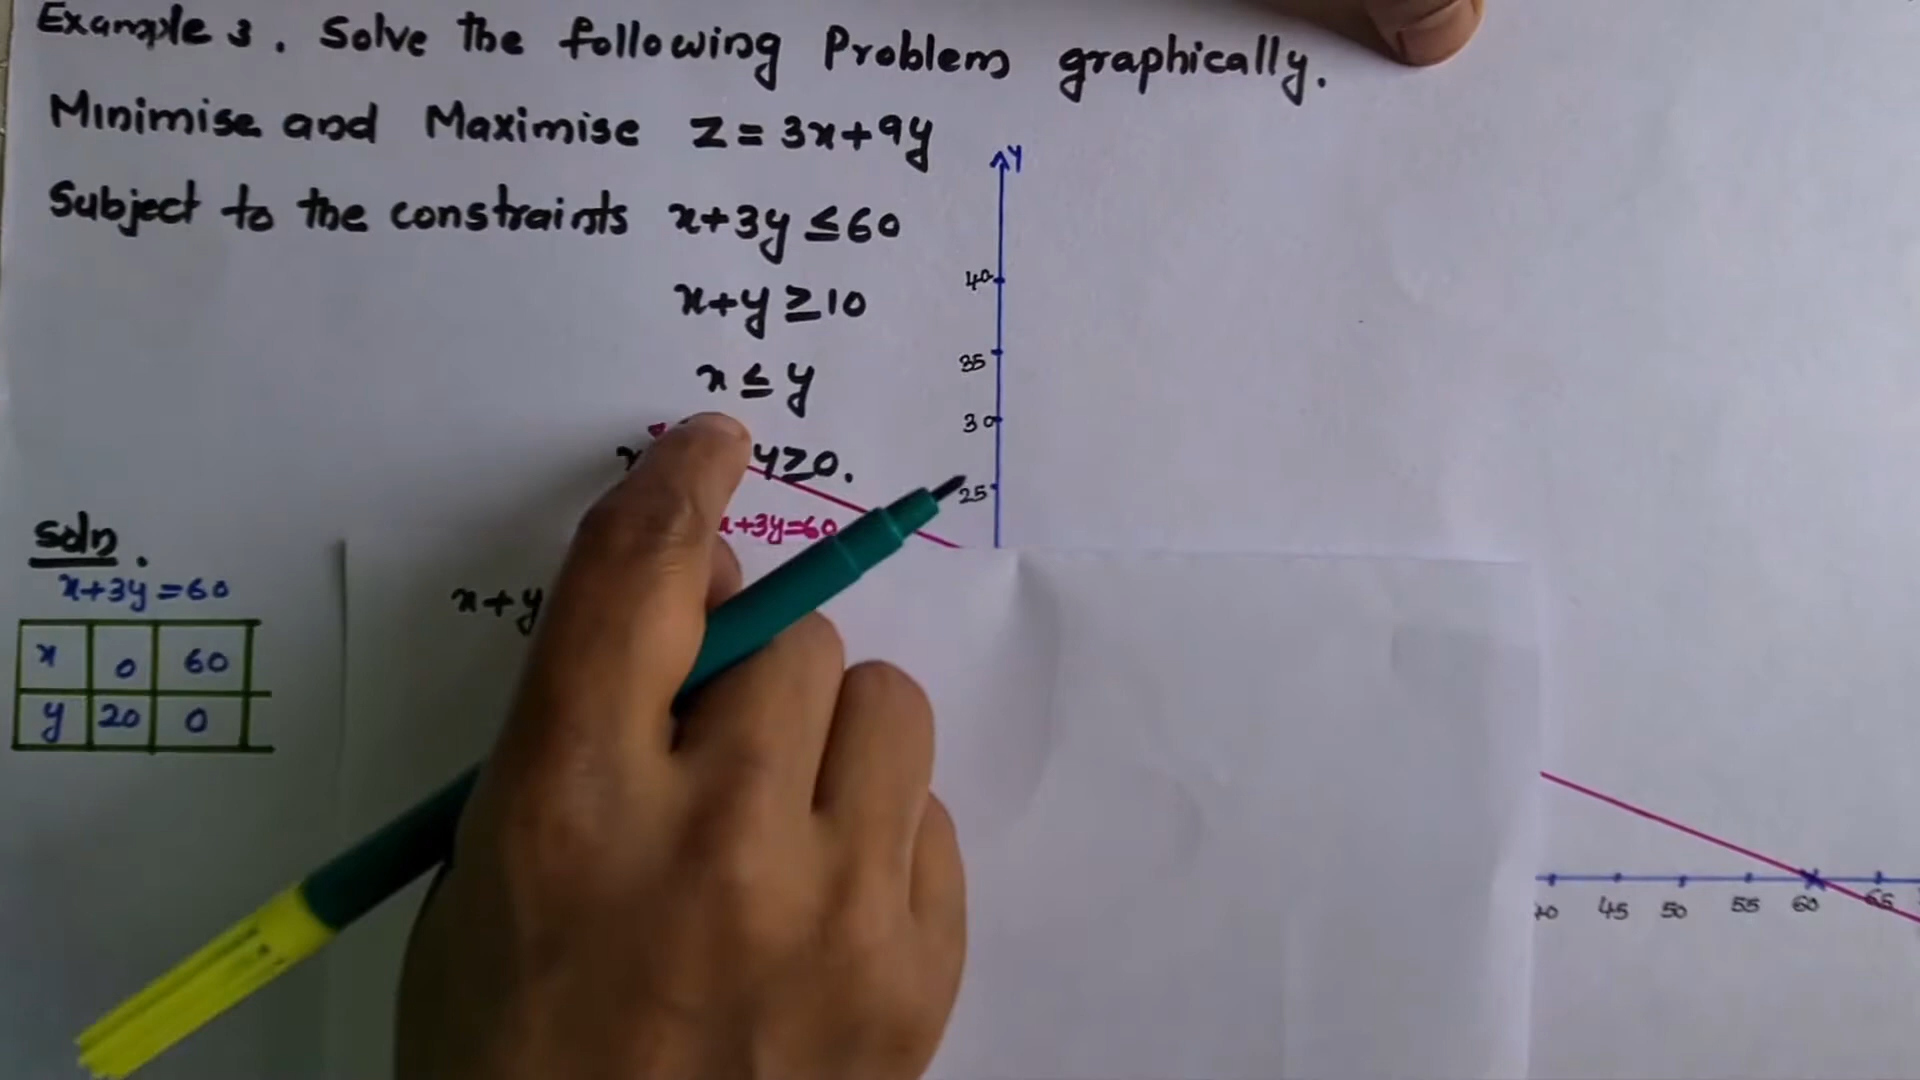 Example 3. Solve the following Problem graphically.
Minimise and Maximise Z = 3x+9y
Subject to the constraints x+3y ≤ 60
x+y ≥ 10
x ≤ y
y ≥ 0.
Soln.
x+3y = 60
x 0 60
y 20 0
x+y
x+3y=60
Y
40
35
30
25
45 50 55 60 65